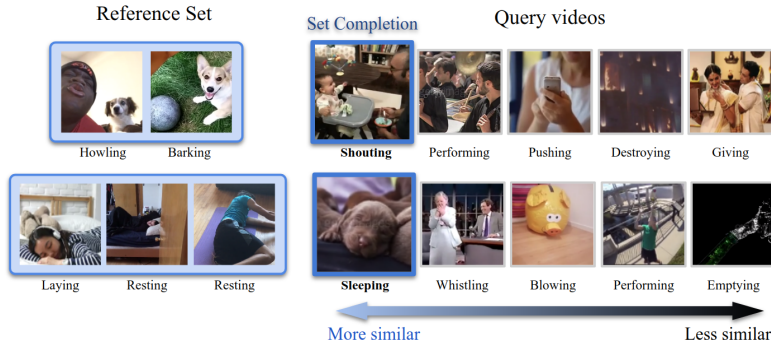 Reference Set
Set Completion
Query videos
Howling
Barking
Shouting
Performing
Pushing
Destroying
Giving
Laying
Resting
Resting
Sleeping
Whistling
Blowing
Performing
Emptying
More similar
Less similar